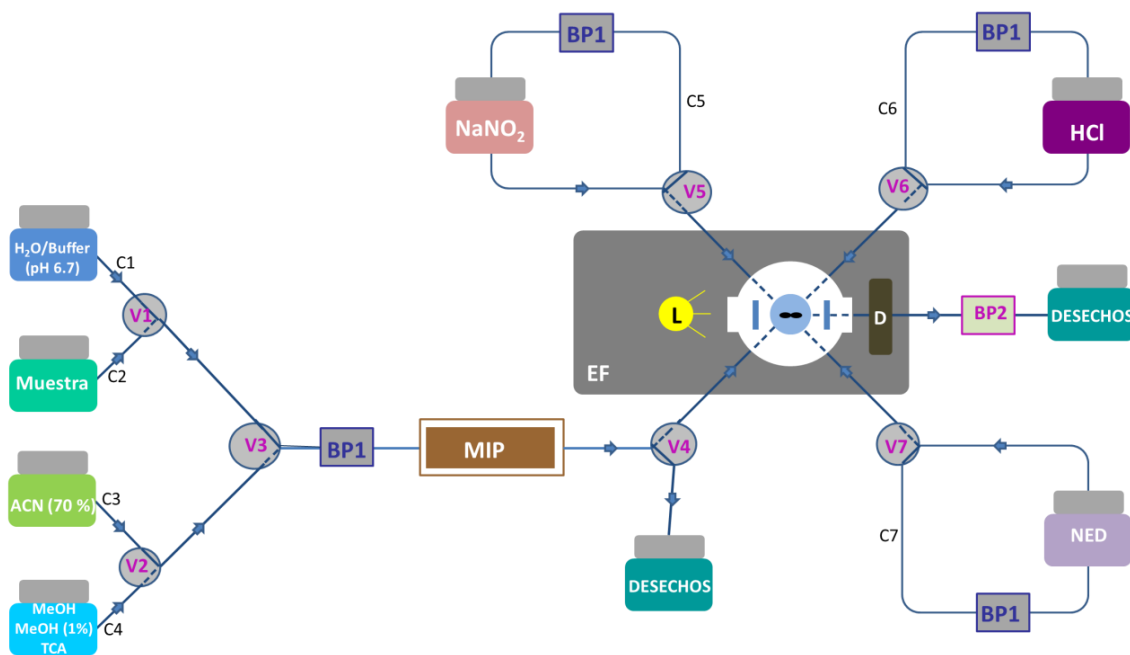 BP1
BP1
NaNO₂
C5
C6
HCl
V5
V6
H₂O/Buffer
(pH 6.7)
C1
V1
Muestra
C2
L
D
BP2
DESECHOS
EF
V3
BP1
MIP
V4
V7
ACN (70 %)
C3
V2
MeOH
MeOH (1%)
TCA
C4
DESECHOS
C7
NED
BP1